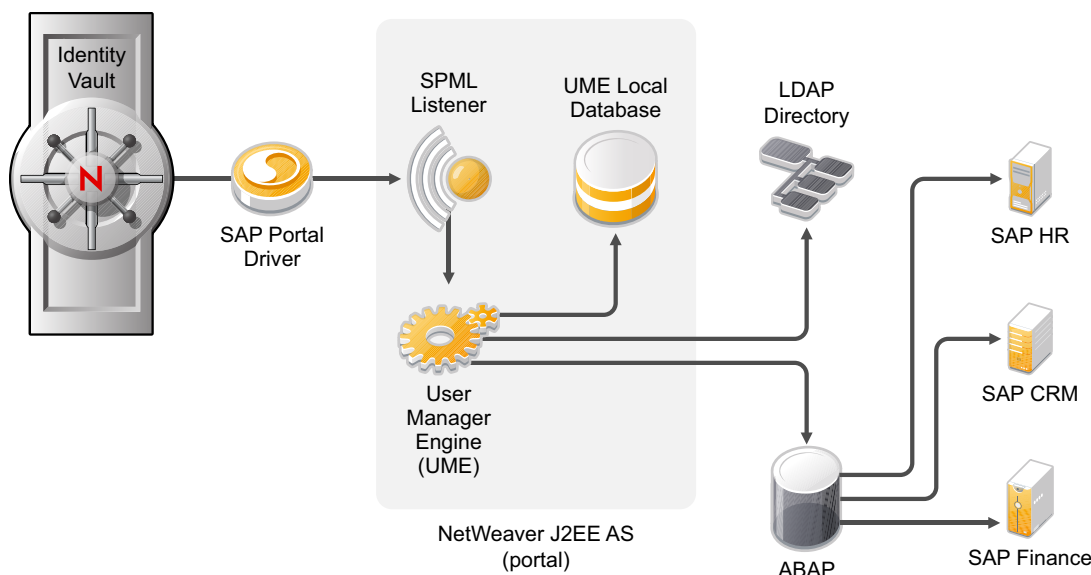 Identity
Vault
N
SAP Portal
Driver
SPML
Listener
UME Local
Database
User
Manager
Engine
(UME)
NetWeaver J2EE AS
(portal)
LDAP
Directory
ABAP
SAP HR
SAP CRM
SAP Finance